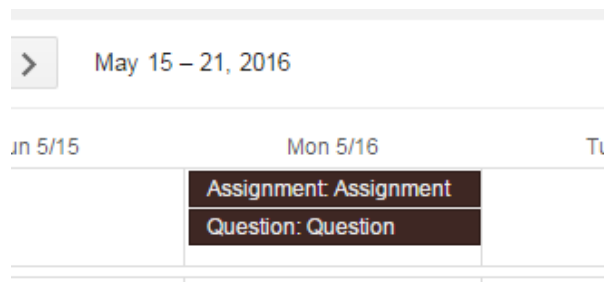 May 15 – 21, 2016
un 5/15 Mon 5/16 Tu
Assignment: Assignment
Question: Question